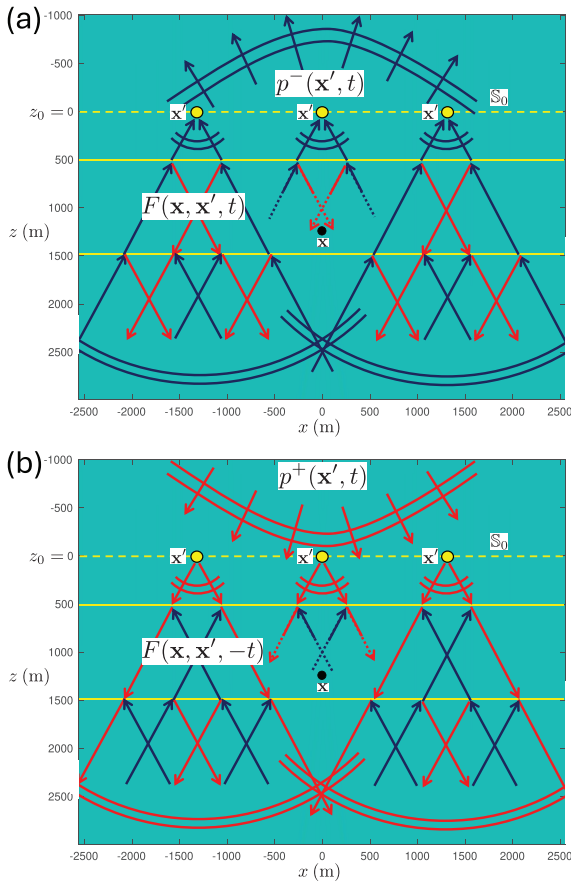 (a)
-1000
-500
z₀ = 0
500
1000
1500
2000
2500
z (m)
p⁻(x′, t)
𝕊₀
x′ x′ x′
F(x, x′, t)
x
-2500 -2000 -1500 -1000 -500 0 500 1000 1500 2000 2500
x (m)
(b)
-1000
-500
z₀ = 0
500
1000
1500
2000
2500
z (m)
p⁺(x′, t)
𝕊₀
x′ x′ x′
F(x, x′, −t)
x
-2500 -2000 -1500 -1000 -500 0 500 1000 1500 2000 2500
x (m)